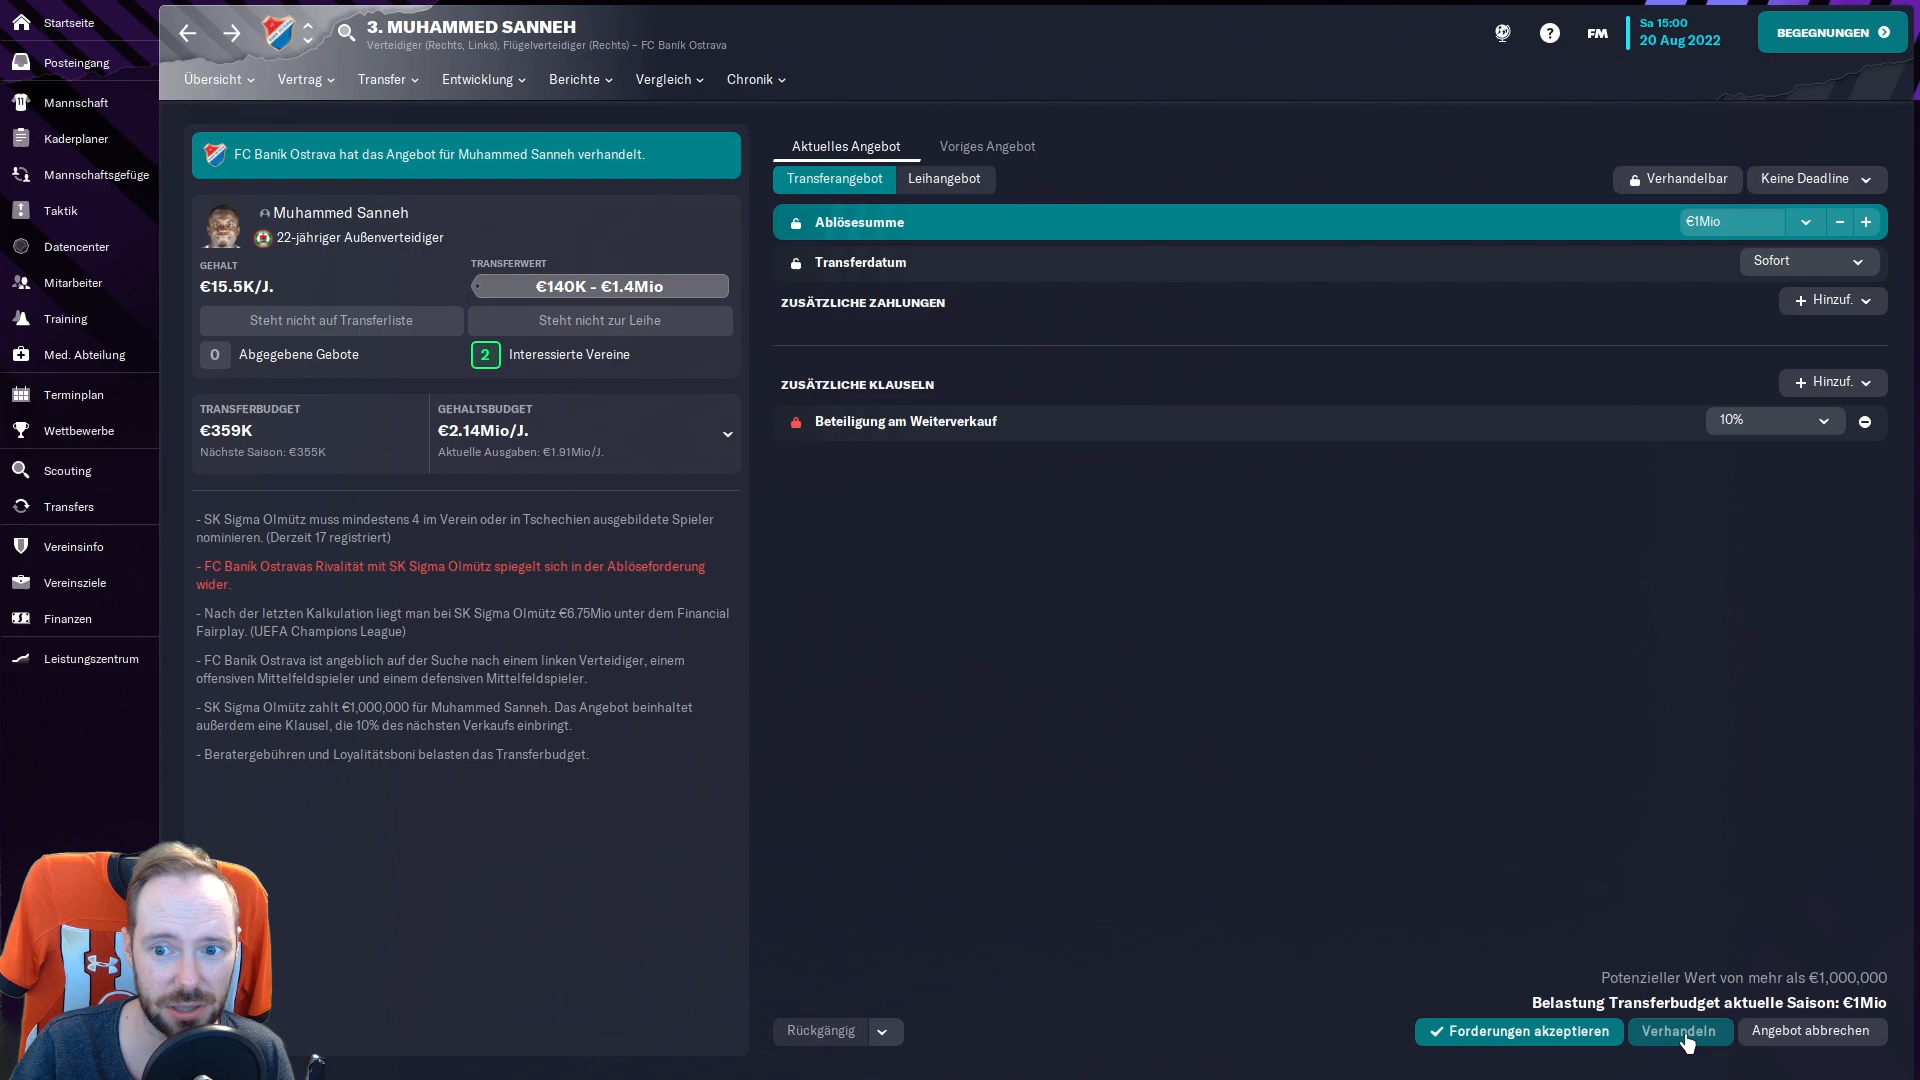 Startseite
Posteingang
Mannschaft
Kaderplaner
Mannschaftsgefüge
Taktik
Datencenter
Mitarbeiter
Training
Med. Abteilung
Terminplan
Wettbewerbe
Scouting
Transfers
Vereinsinfo
Vereinsziele
Finanzen
Leistungszentrum
3. MUHAMMED SANNEH
Verteidiger (Rechts, Links), Flügelverteidiger (Rechts) - FC Baník Ostrava
FM
Sa 15:00
20 Aug 2022
BEGEGNUNGEN
Übersicht Vertrag Transfer Entwicklung Berichte Vergleich Chronik
FC Baník Ostrava hat das Angebot für Muhammed Sanneh verhandelt.
Muhammed Sanneh
22-jähriger Außenverteidiger
GEHALT
€15.5K/J.
TRANSFERWERT
€140K - €1.4Mio
Steht nicht auf Transferliste
Steht nicht zur Leihe
0 Abgegebene Gebote
2 Interessierte Vereine
TRANSFERBUDGET
€359K
Nächste Saison: €355K
GEHALTSBUDGET
€2.14Mio/J.
Aktuelle Ausgaben: €1.91Mio/J.
- SK Sigma Olmütz muss mindestens 4 im Verein oder in Tschechien ausgebildete Spieler
nominieren. (Derzeit 17 registriert)
- FC Baník Ostravas Rivalität mit SK Sigma Olmütz spiegelt sich in der Ablöseforderung
wider.
- Nach der letzten Kalkulation liegt man bei SK Sigma Olmütz €6.75Mio unter dem Financial
Fairplay. (UEFA Champions League)
- FC Baník Ostrava ist angeblich auf der Suche nach einem linken Verteidiger, einem
offensiven Mittelfeldspieler und einem defensiven Mittelfeldspieler.
- SK Sigma Olmütz zahlt €1,000,000 für Muhammed Sanneh. Das Angebot beinhaltet
außerdem eine Klausel, die 10% des nächsten Verkaufs einbringt.
- Beratergebühren und Loyalitätsboni belasten das Transferbudget.
Aktuelles Angebot Voriges Angebot
Transferangebot Leihangebot
Verhandelbar
Keine Deadline
Ablösesumme €1Mio
Transferdatum Sofort
ZUSÄTZLICHE ZAHLUNGEN
Hinzuf.
ZUSÄTZLICHE KLAUSELN
Hinzuf.
Beteiligung am Weiterverkauf 10%
Potenzieller Wert von mehr als €1,000,000
Belastung Transferbudget aktuelle Saison: €1Mio
Rückgängig
Forderungen akzeptieren
Verhandeln
Angebot abbrechen